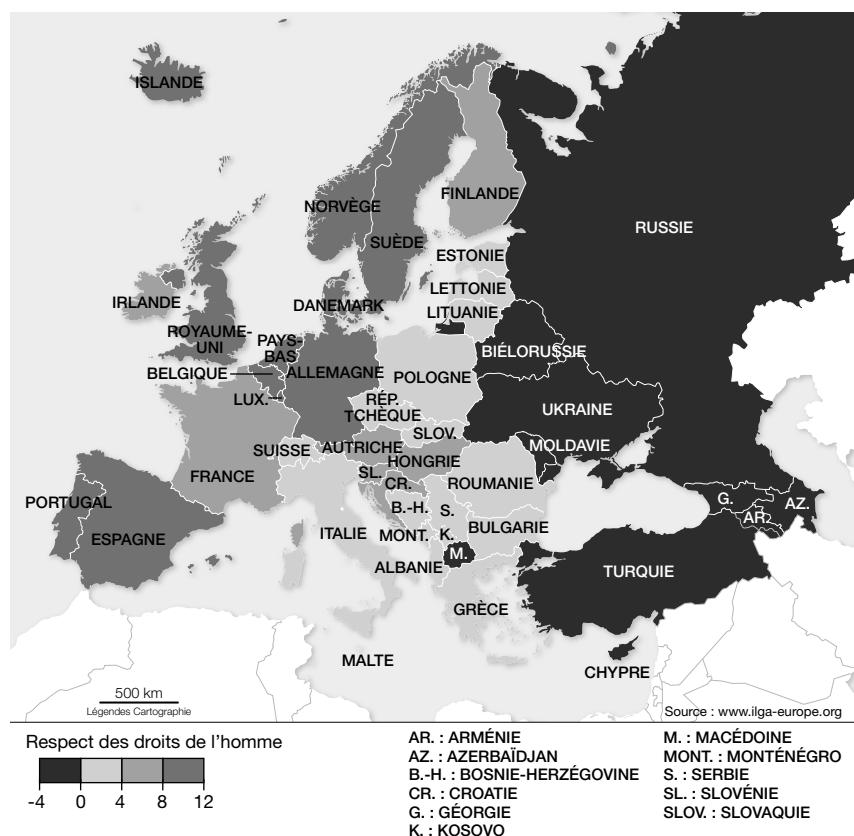 ISLANDE
NORVÈGE
SUÈDE
FINLANDE
RUSSIE
ESTONIE
LETTONIE
LITUANIE
DANEMARK
IRLANDE
ROYAUME-
UNI
PAYS-
BAS
BELGIQUE
LUX.
ALLEMAGNE
POLOGNE
BIÉLORUSSIE
UKRAINE
RÉP.
TCHÈQUE
SLOV.
MOLDAVIE
SUISSE
AUTRICHE
HONGRIE
FRANCE
SL.
CR.
ROUMANIE
PORTUGAL
ESPAGNE
ITALIE
B.-H.
S.
BULGARIE
MONT.
K.
M.
ALBANIE
GRÈCE
G.
AR.
AZ.
TURQUIE
MALTE
CHYPRE
500 km
Légendes Cartographie
Source : www.ilga-europe.org
Respect des droits de l’homme
-4 0 4 8 12
AR. : ARMÉNIE
AZ. : AZERBAÏDJAN
B.-H. : BOSNIE-HERZÉGOVINE
CR. : CROATIE
G. : GÉORGIE
K. : KOSOVO
M. : MACÉDOINE
MONT. : MONTÉNÉGRO
S. : SERBIE
SL. : SLOVÉNIE
SLOV. : SLOVAQUIE